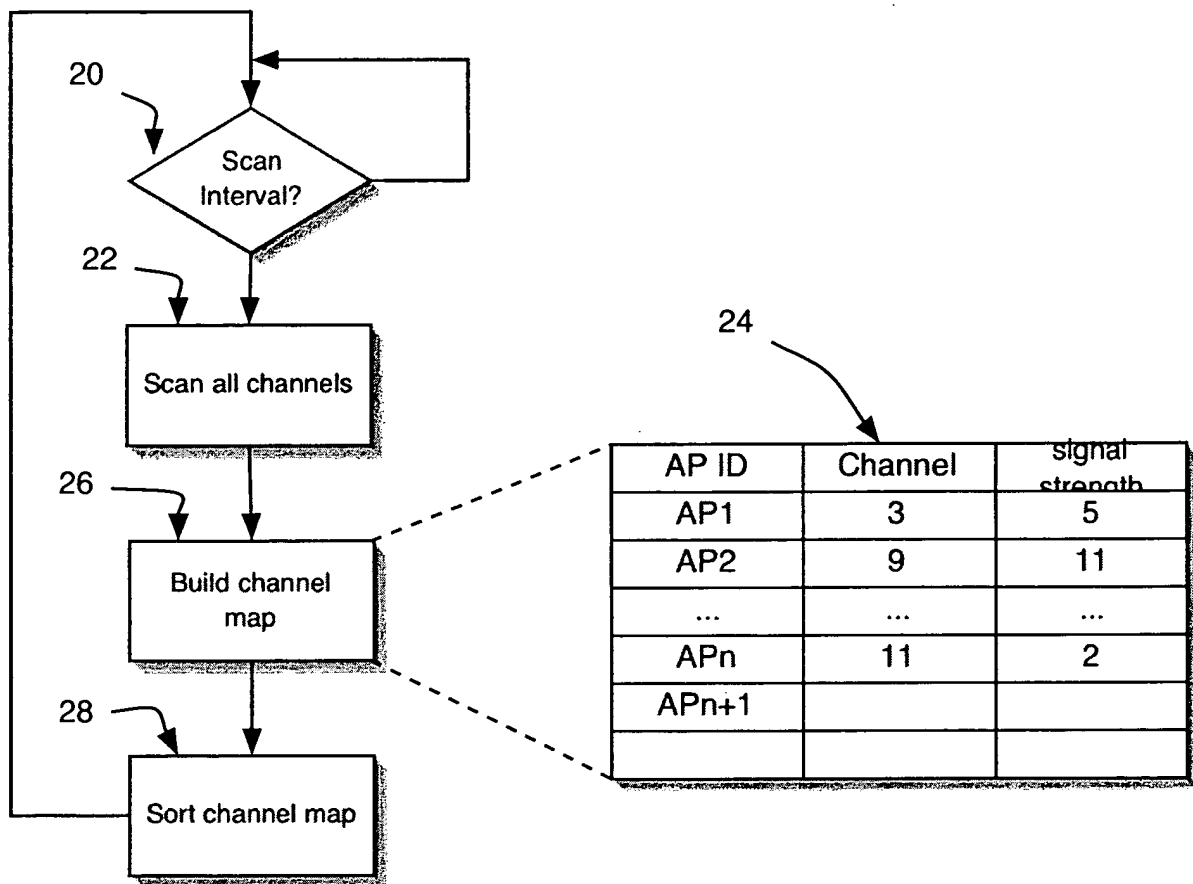 20
Scan
Interval?
22
Scan all channels
24
26
Build channel
map
28
Sort channel map
AP ID Channel signal
strength
AP1 3 5
AP2 9 11
... ... ...
APn 11 2
APn+1